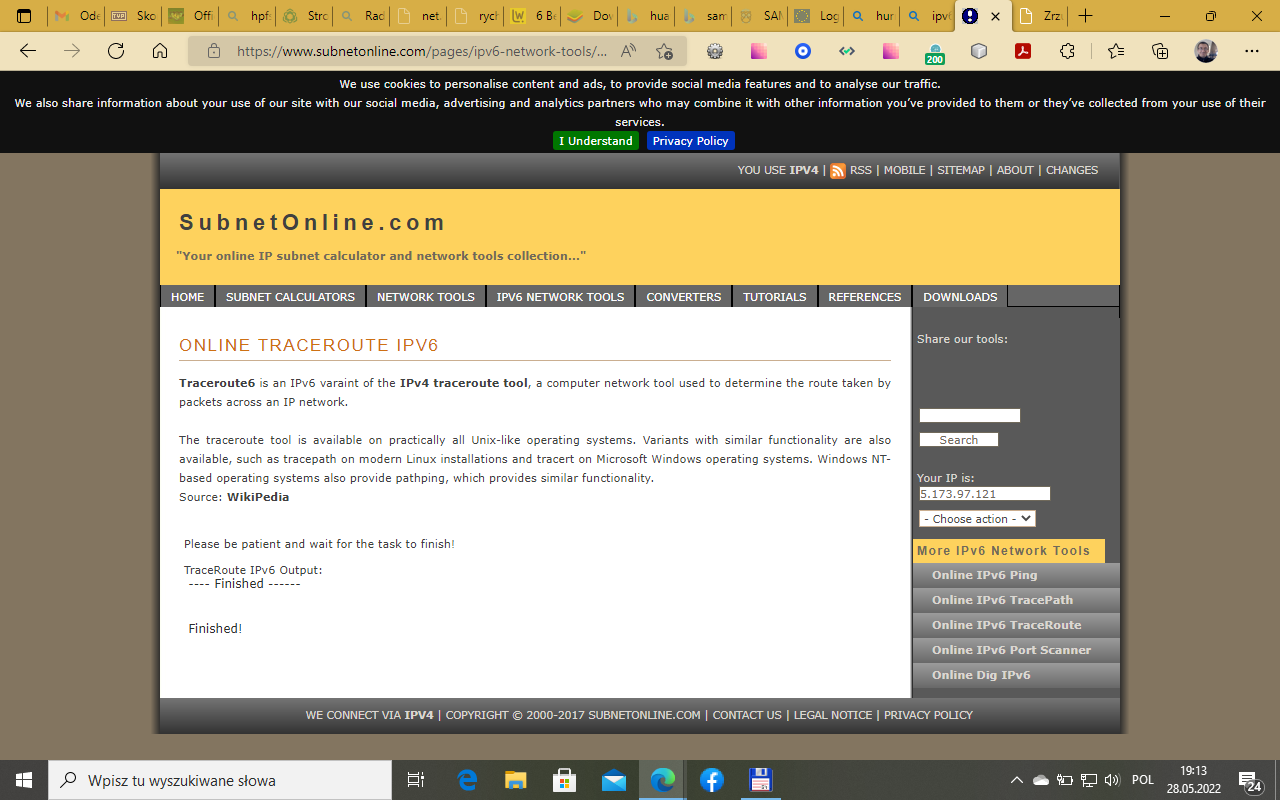 Ode
Sko
Offi
hpf:
Stro
Rad
net.
rych
6 Be
Dov
hua
sam
SAM
Log
hur
ipv6
Zrzu
https://www.subnetonline.com/pages/ipv6-network-tools/...
200
We use cookies to personalise content and ads, to provide social media features and to analyse our traffic.
We also share information about your use of our site with our social media, advertising and analytics partners who may combine it with other information you've provided to them or they've collected from your use of their
services.
I Understand
Privacy Policy
YOU USE IPV4 | RSS | MOBILE | SITEMAP | ABOUT | CHANGES
SubnetOnline.com
"Your online IP subnet calculator and network tools collection..."
HOME
SUBNET CALCULATORS
NETWORK TOOLS
IPV6 NETWORK TOOLS
CONVERTERS
TUTORIALS
REFERENCES
DOWNLOADS
ONLINE TRACEROUTE IPV6
Traceroute6 is an IPv6 varaint of the IPv4 traceroute tool, a computer network tool used to determine the route taken by
packets across an IP network.
The traceroute tool is available on practically all Unix-like operating systems. Variants with similar functionality are also
available, such as tracepath on modern Linux installations and tracert on Microsoft Windows operating systems. Windows NT-
based operating systems also provide pathping, which provides similar functionality.
Source: WikiPedia
Please be patient and wait for the task to finish!
TraceRoute IPv6 Output:
---- Finished ------
Finished!
Share our tools:
Search
Your IP is:
5.173.97.121
- Choose action -
More IPv6 Network Tools
Online IPv6 Ping
Online IPv6 TracePath
Online IPv6 TraceRoute
Online IPv6 Port Scanner
Online Dig IPv6
WE CONNECT VIA IPV4 | COPYRIGHT © 2000-2017 SUBNETONLINE.COM | CONTACT US | LEGAL NOTICE | PRIVACY POLICY
Wpisz tu wyszukiwane słowa
POL
19:13
28.05.2022
24